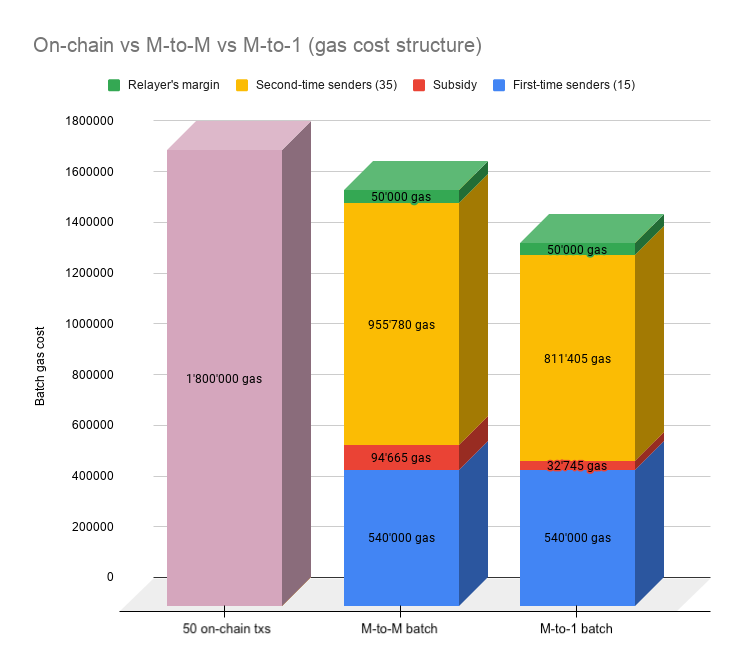 On-chain vs M-to-M vs M-to-1 (gas cost structure)
Relayer's margin Second-time senders (35) Subsidy First-time senders (15)
1800000
1600000
1400000
1200000
1000000
800000
600000
400000
200000
0
Batch gas cost
1'800'000 gas
50'000 gas
955'780 gas
94'665 gas
540'000 gas
50'000 gas
811'405 gas
32'745 gas
540'000 gas
50 on-chain txs M-to-M batch M-to-1 batch